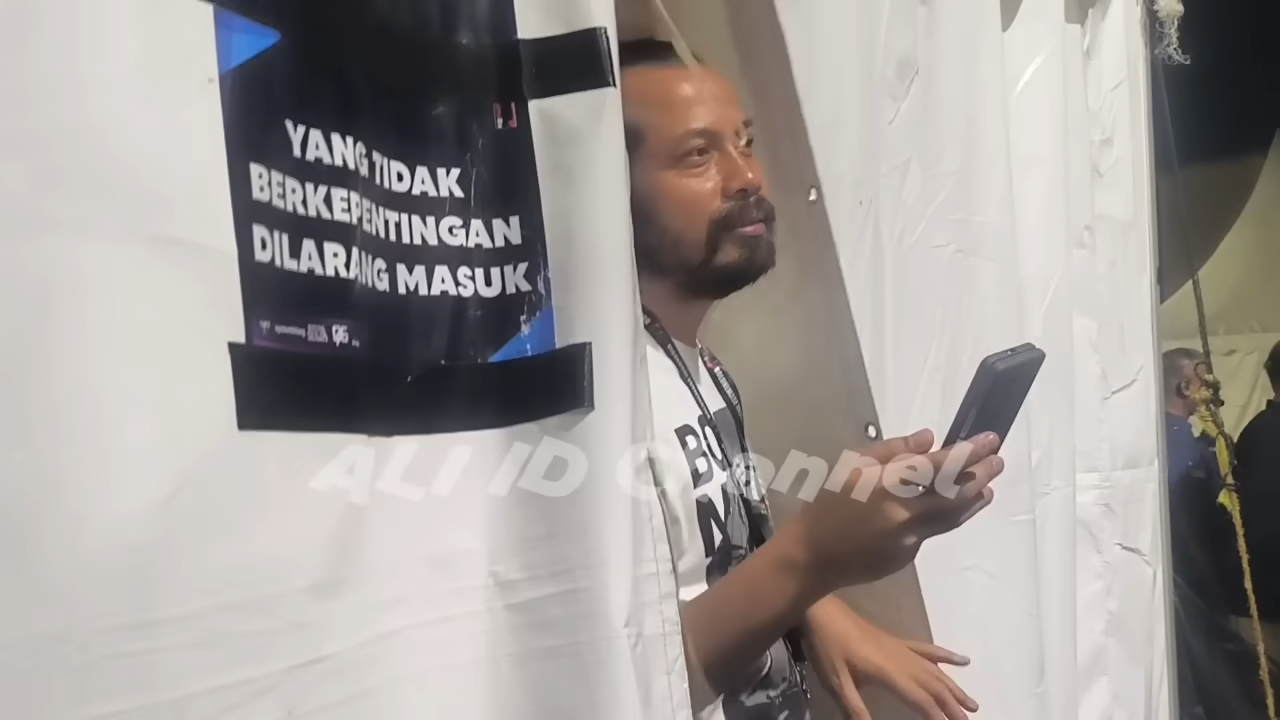 YANG TIDAK
BERKEPENTINGAN
DILARANG MASUK
ALI ID Channel